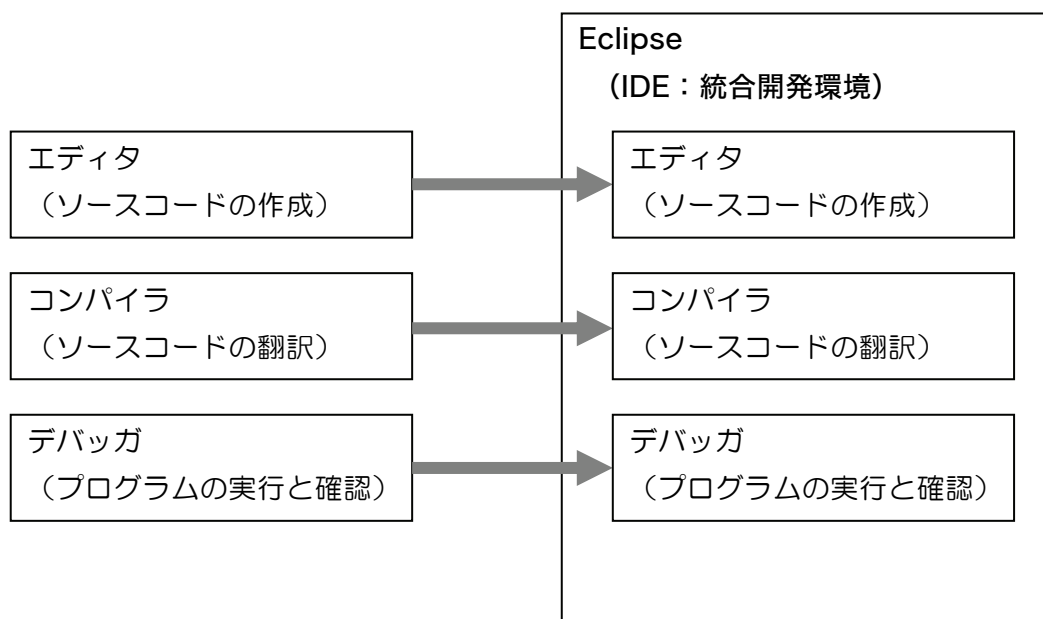 Eclipse
（IDE：統合開発環境）
エディタ
（ソースコードの作成）
エディタ
（ソースコードの作成）
コンパイラ
（ソースコードの翻訳）
コンパイラ
（ソースコードの翻訳）
デバッガ
（プログラムの実行と確認）
デバッガ
（プログラムの実行と確認）